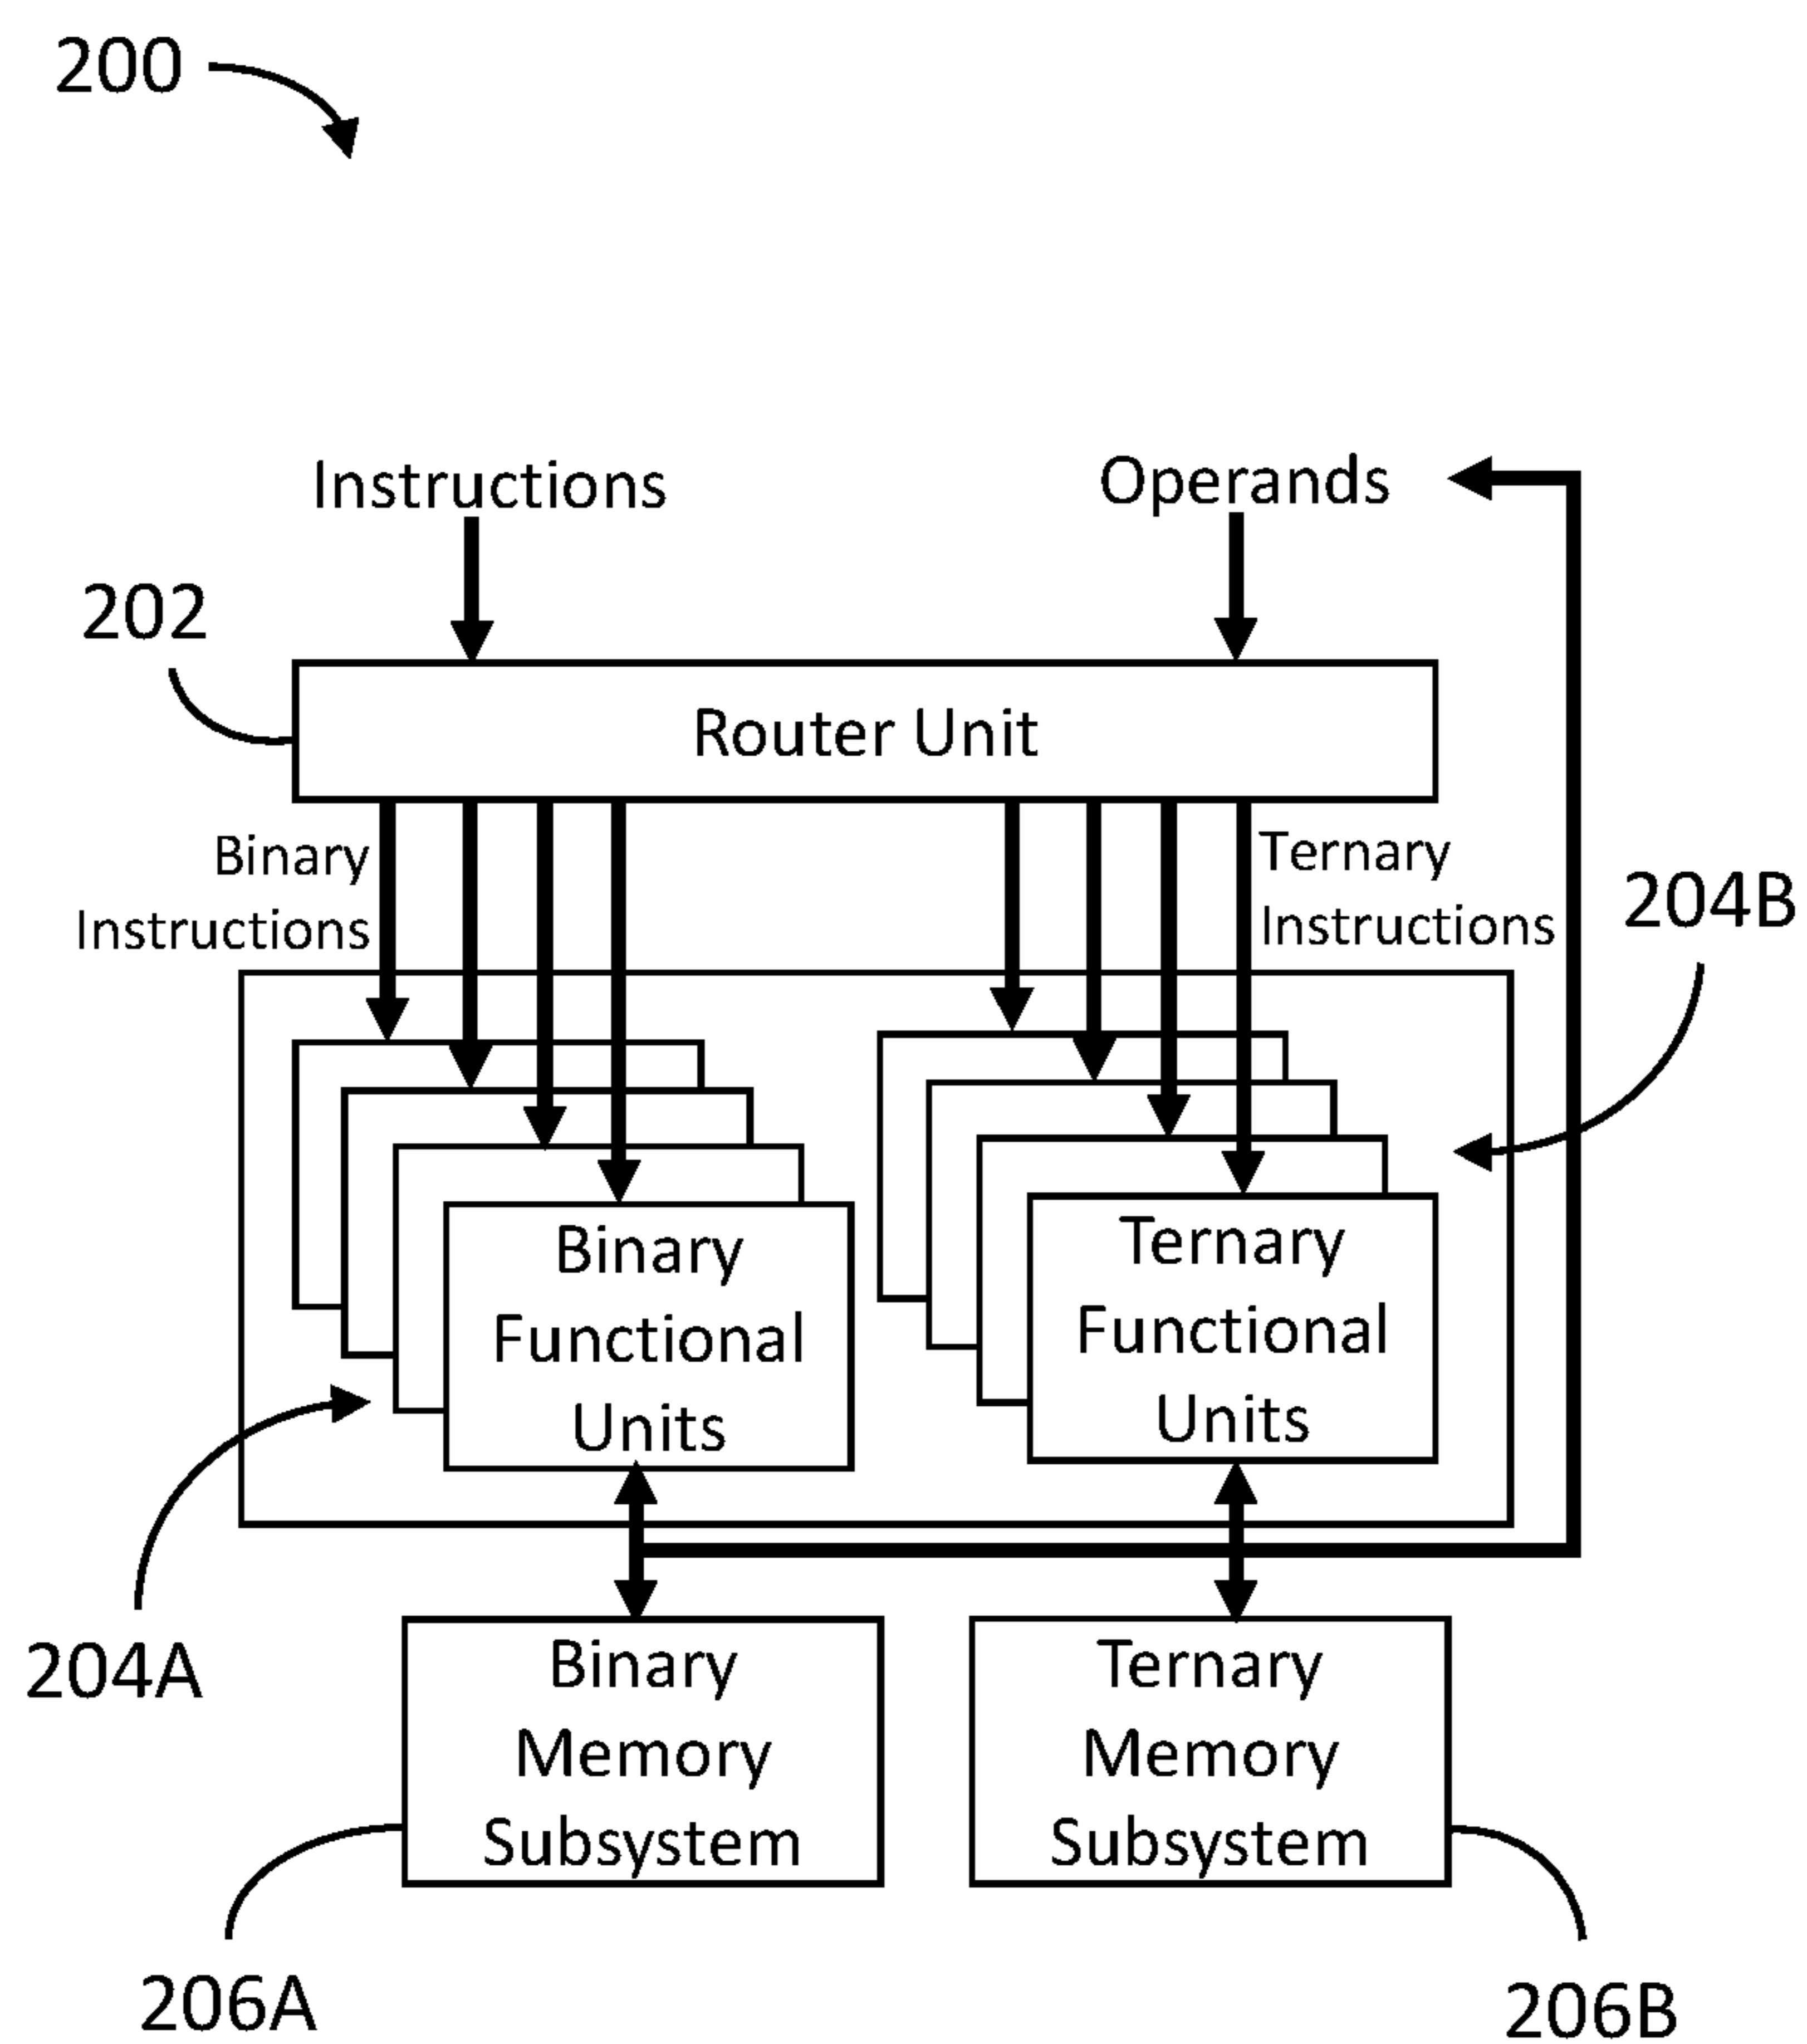 200
Instructions
Operands
202
Router Unit
Binary
Instructions
Ternary
Instructions
204B
Binary
Functional
Units
Ternary
Functional
Units
204A
Binary
Memory
Subsystem
Ternary
Memory
Subsystem
206A
206B